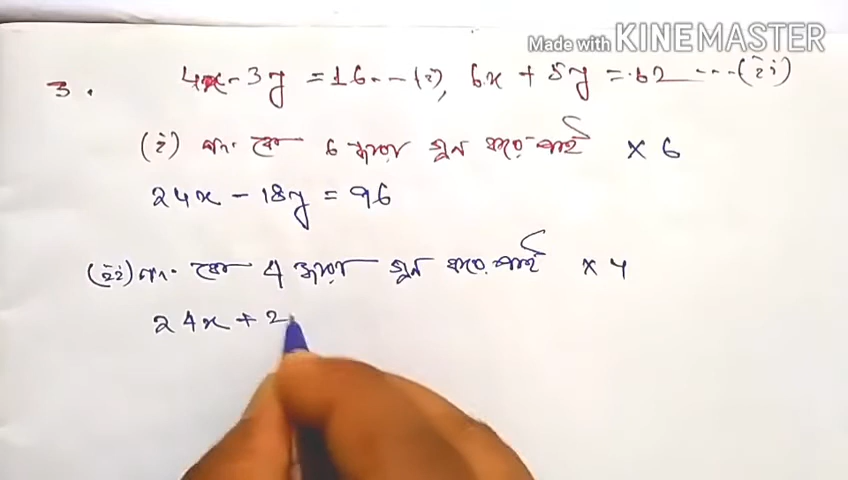 Made with KINEMASTER
3. 4x - 3y = 16 --- (i), 6x + 5y = 62 --- (ii)
(i) নং কে 6 দ্বারা গুন করে পাই × 6
24x - 18y = 96
(ii) নং কে 4 দ্বারা গুন করে পাই × 4
24x + 2